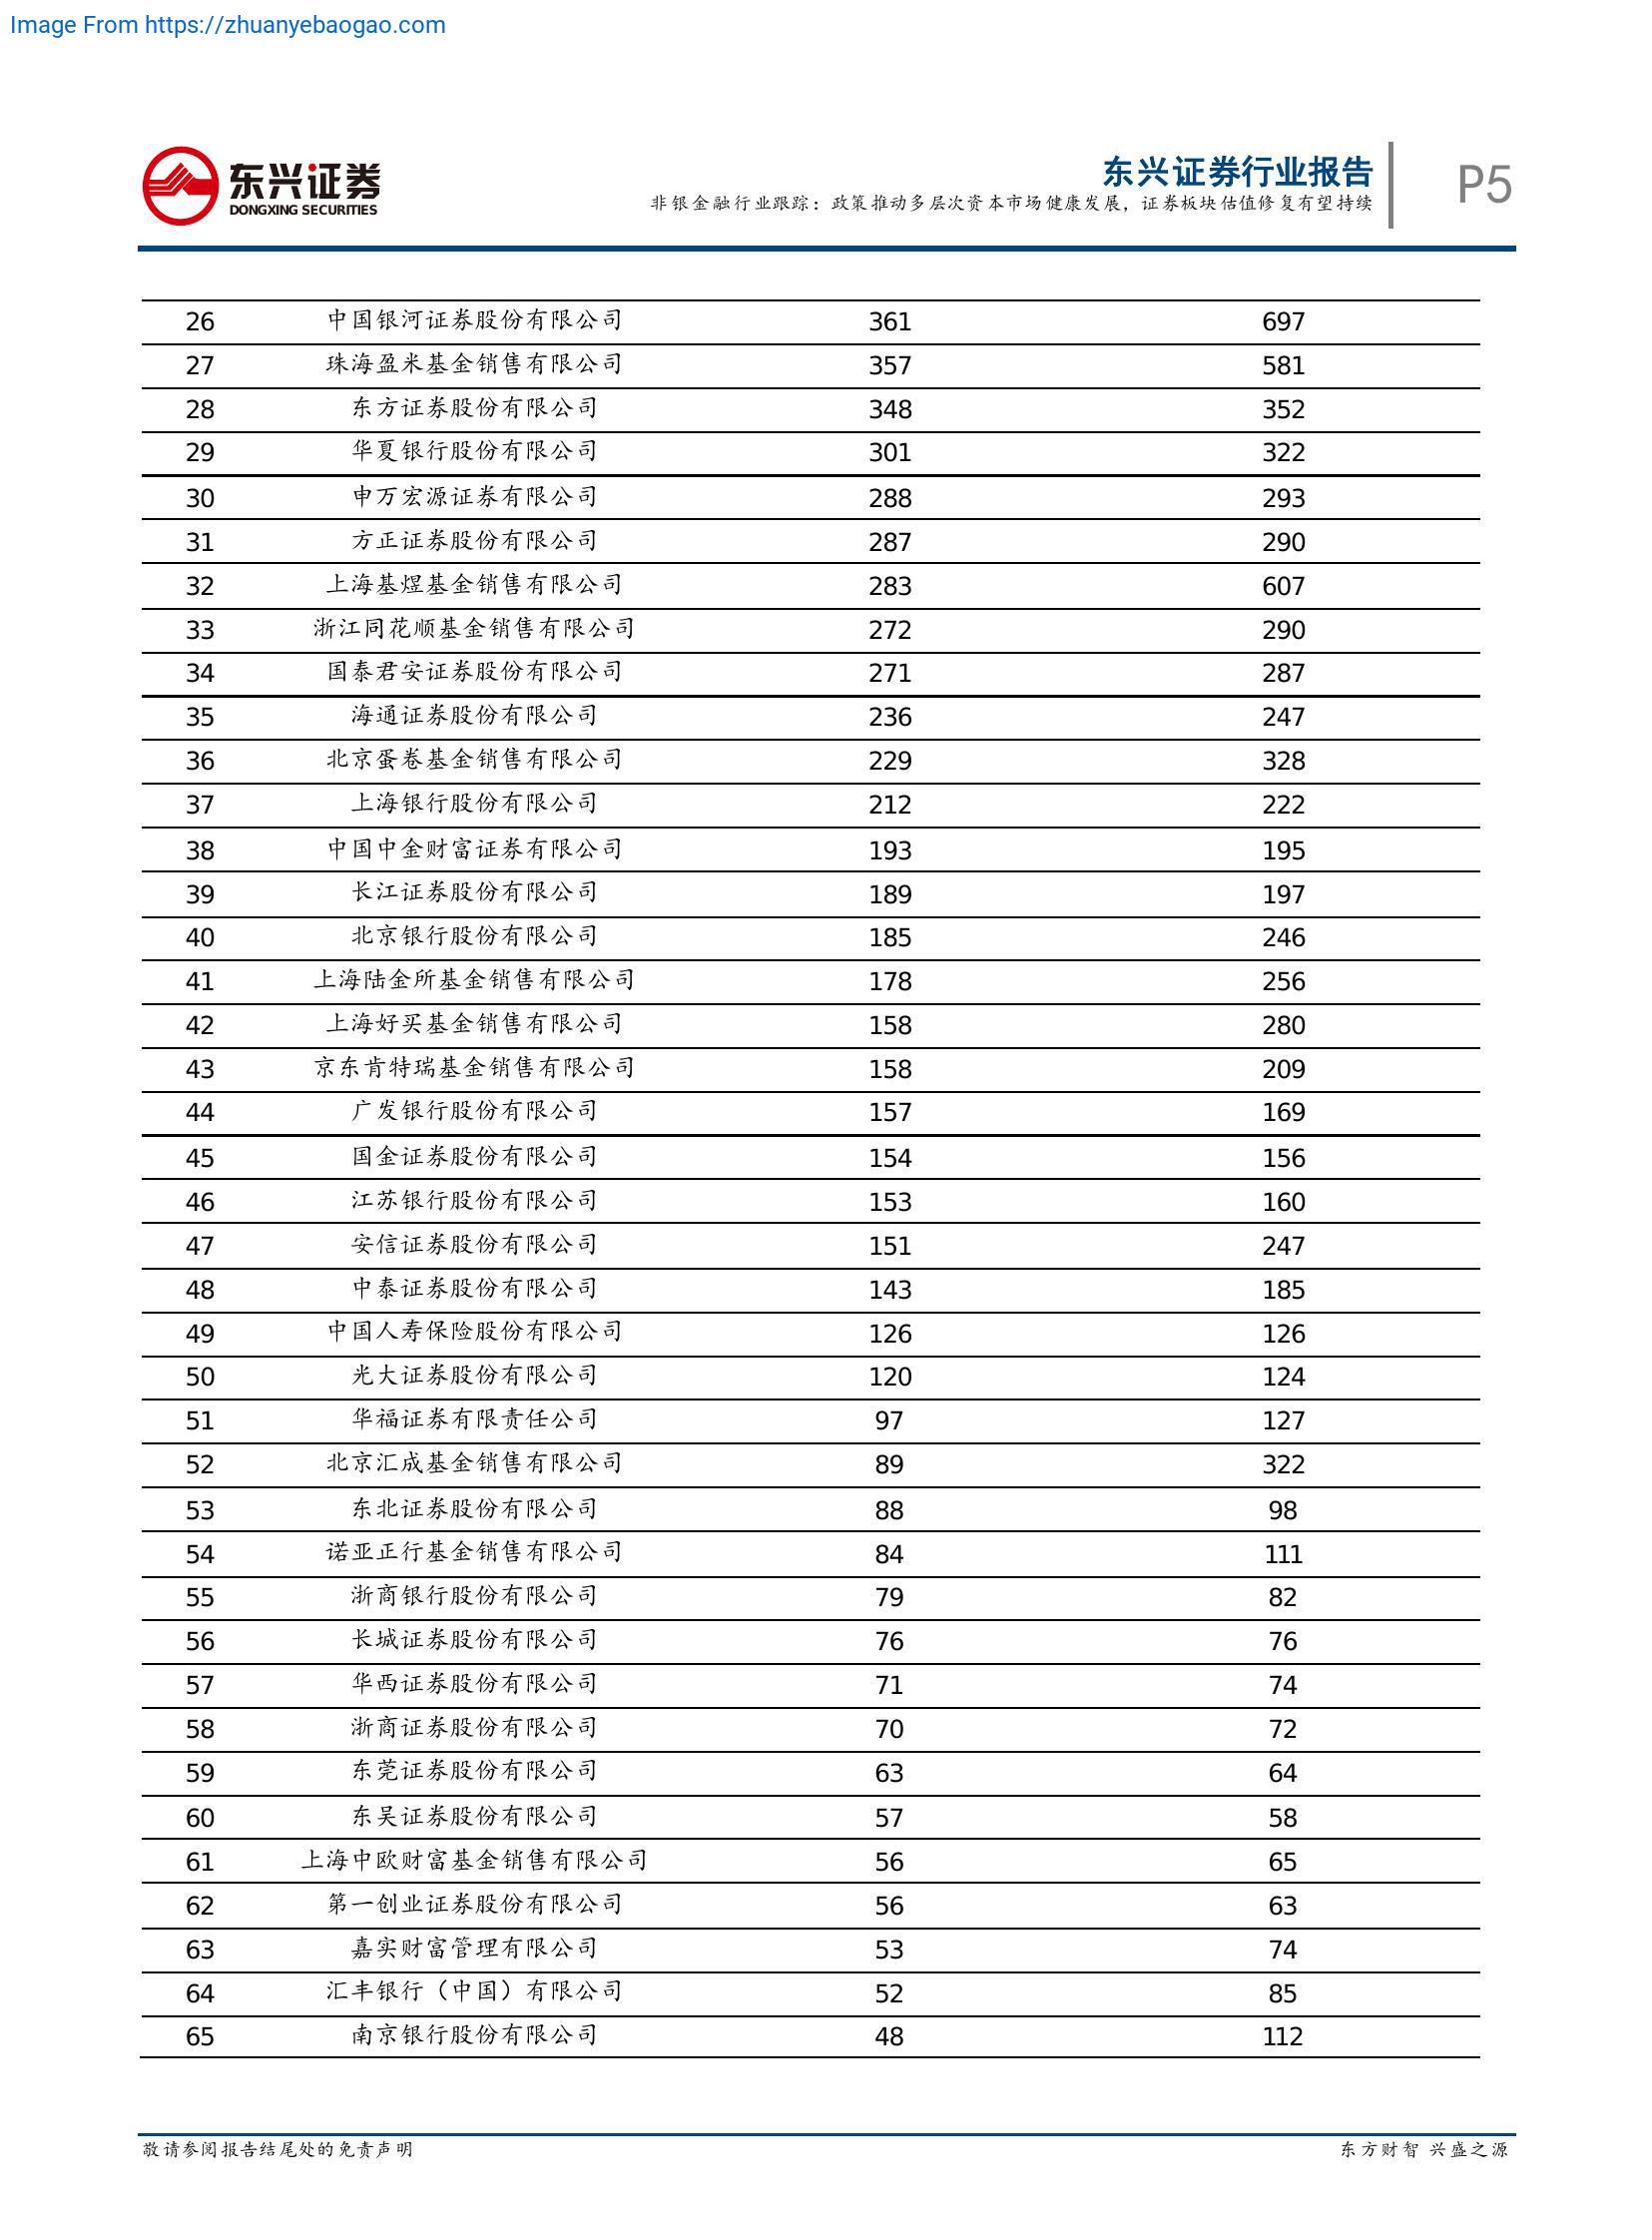 Image From https://zhuanyebaogao.com
东兴证券
DONGXING SECURITIES
东兴证券行业报告
非银金融行业跟踪：政策推动多层次资本市场健康发展，证券板块估值修复有望持续
P5
26 中国银河证券股份有限公司 361 697
27 珠海盈米基金销售有限公司 357 581
28 东方证券股份有限公司 348 352
29 华夏银行股份有限公司 301 322
30 申万宏源证券有限公司 288 293
31 方正证券股份有限公司 287 290
32 上海基煜基金销售有限公司 283 607
33 浙江同花顺基金销售有限公司 272 290
34 国泰君安证券股份有限公司 271 287
35 海通证券股份有限公司 236 247
36 北京蛋卷基金销售有限公司 229 328
37 上海银行股份有限公司 212 222
38 中国中金财富证券有限公司 193 195
39 长江证券股份有限公司 189 197
40 北京银行股份有限公司 185 246
41 上海陆金所基金销售有限公司 178 256
42 上海好买基金销售有限公司 158 280
43 京东肯特瑞基金销售有限公司 158 209
44 广发银行股份有限公司 157 169
45 国金证券股份有限公司 154 156
46 江苏银行股份有限公司 153 160
47 安信证券股份有限公司 151 247
48 中泰证券股份有限公司 143 185
49 中国人寿保险股份有限公司 126 126
50 光大证券股份有限公司 120 124
51 华福证券有限责任公司 97 127
52 北京汇成基金销售有限公司 89 322
53 东北证券股份有限公司 88 98
54 诺亚正行基金销售有限公司 84 111
55 浙商银行股份有限公司 79 82
56 长城证券股份有限公司 76 76
57 华西证券股份有限公司 71 74
58 浙商证券股份有限公司 70 72
59 东莞证券股份有限公司 63 64
60 东吴证券股份有限公司 57 58
61 上海中欧财富基金销售有限公司 56 65
62 第一创业证券股份有限公司 56 63
63 嘉实财富管理有限公司 53 74
64 汇丰银行（中国）有限公司 52 85
65 南京银行股份有限公司 48 112
敬请参阅报告结尾处的免责声明
东方财智 兴盛之源